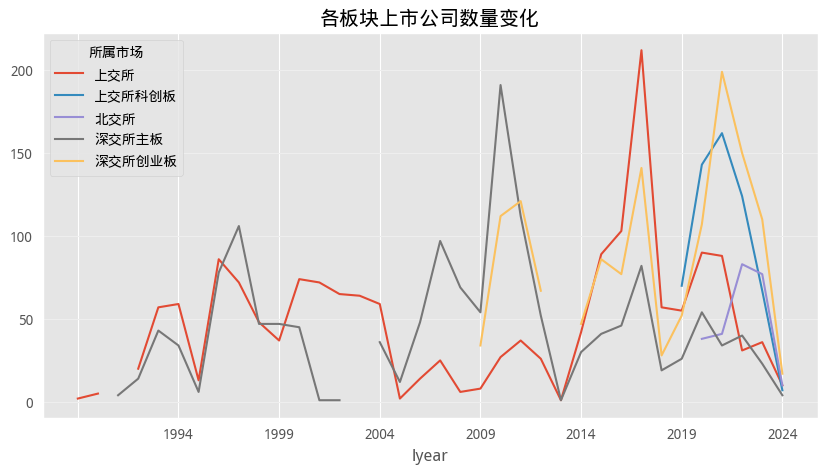 各板块上市公司数量变化
所属市场
上交所
上交所科创板
北交所
深交所主板
深交所创业板
200
150
100
50
0
1994
1999
2004
2009
2014
2019
2024
lyear